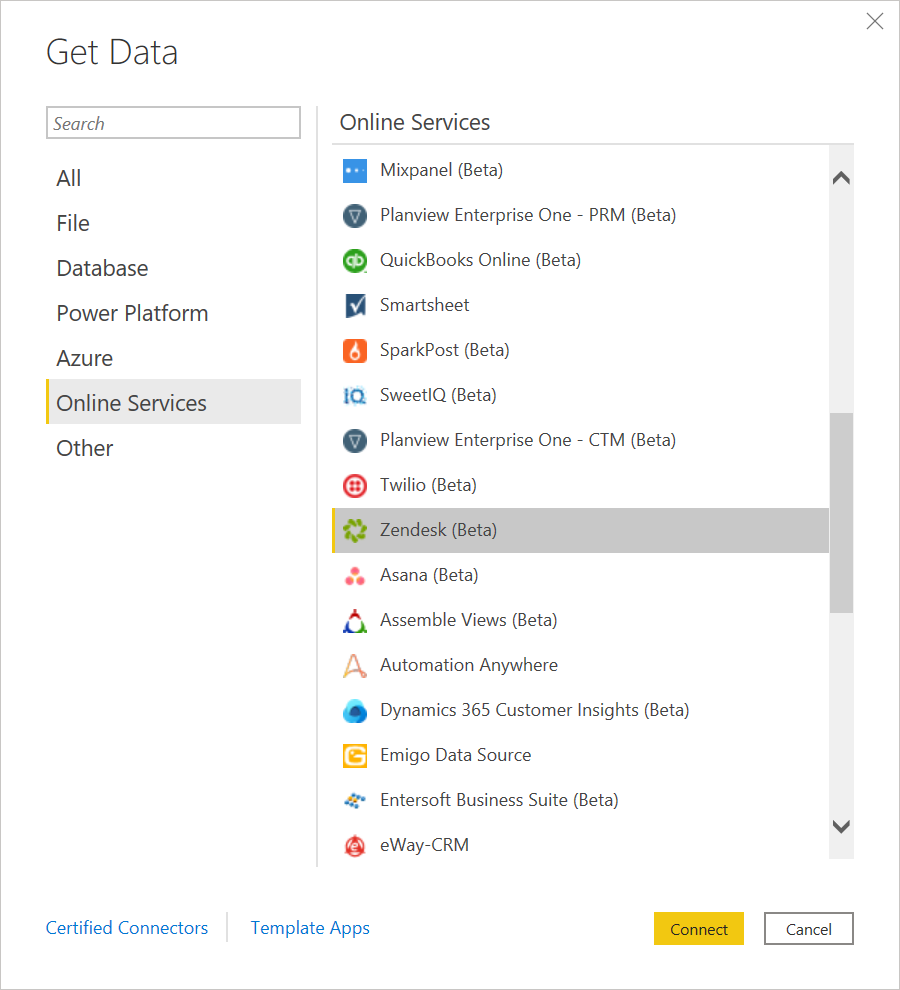 Get Data
Search
All
File
Database
Power Platform
Azure
Online Services
Other
Online Services
Mixpanel (Beta)
Planview Enterprise One - PRM (Beta)
QuickBooks Online (Beta)
Smartsheet
SparkPost (Beta)
SweetIQ (Beta)
Planview Enterprise One - CTM (Beta)
Twilio (Beta)
Zendesk (Beta)
Asana (Beta)
Assemble Views (Beta)
Automation Anywhere
Dynamics 365 Customer Insights (Beta)
Emigo Data Source
Entersoft Business Suite (Beta)
eWay-CRM
Certified Connectors
Template Apps
Connect
Cancel